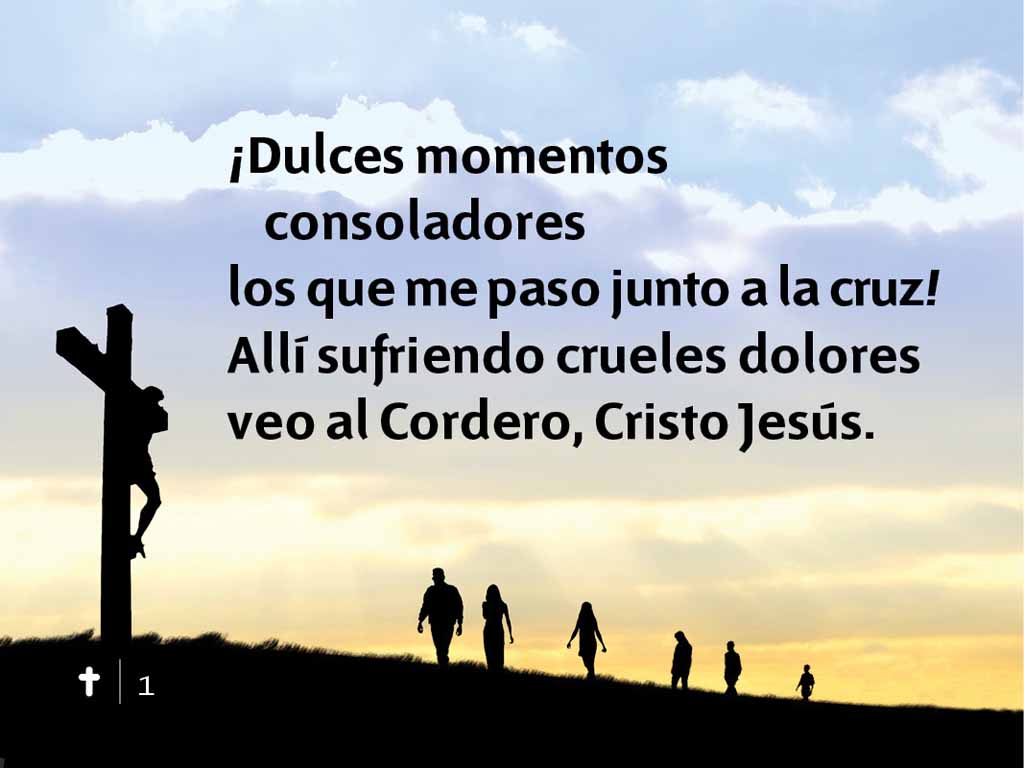 ¡Dulces momentos
consoladores
los que me paso junto a la cruz!
Allí sufriendo crueles dolores
veo al Cordero, Cristo Jesús.
1